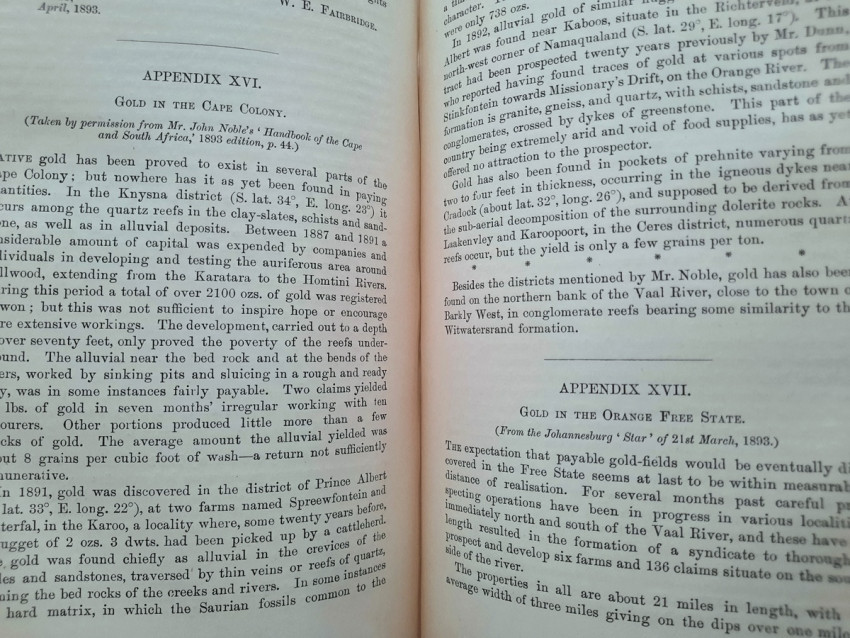 April, 1893.
W. E. FAIRBRIDGE.
APPENDIX XVI.
GOLD IN THE CAPE COLONY.
(Taken by permission from Mr. John Noble's 'Handbook of the Cape
and South Africa,' 1893 edition, p. 44.)
ATIVE gold has been proved to exist in several parts of the
pe Colony; but nowhere has it as yet been found in paying
antities. In the Knysna district (S. lat. 34°, E. long. 23°) it
curs among the quartz reefs in the clay-slates, schists and sand-
one, as well as in alluvial deposits. Between 1887 and 1891 a
nsiderable amount of capital was expended by companies and
dividuals in developing and testing the auriferous area around
llwood, extending from the Karatara to the Homtini Rivers.
ring this period a total of over 2100 ozs. of gold was registered
won; but this was not sufficient to inspire hope or encourage
re extensive workings. The development, carried out to a depth
over seventy feet, only proved the poverty of the reefs under-
ound. The alluvial near the bed rock and at the bends of the
ers, worked by sinking pits and sluicing in a rough and ready
y, was in some instances fairly payable. Two claims yielded
lbs. of gold in seven months' irregular working with ten
ourers. Other portions produced little more than a few
cks of gold. The average amount the alluvial yielded was
out 8 grains per cubic foot of wash—a return not sufficiently
nunerative.
In 1891, gold was discovered in the district of Prince Albert
lat. 33°, E. long. 22°), at two farms named Spreewfontein and
terfal, in the Karoo, a locality where, some twenty years before,
nugget of 2 ozs. 3 dwts. had been picked up by a cattleherd.
e gold was found chiefly as alluvial in the crevices of the
les and sandstones, traversed by thin veins or reefs of quartz,
ning the bed rocks of the creeks and rivers. In some instances
hard matrix, in which the Saurian fossils common to the
character.
were only 738 ozs.
In 1892, alluvial gold of similar
Albert was found near Kaboos, situate in the Richterveld,
north-west corner of Namaqualand (S. lat. 29°, E. long. 17°). This
tract had been prospected twenty years previously by Mr. Dunn,
who reported having found traces of gold at various spots from
Stinkfontein towards Missionary's Drift, on the Orange River. The
formation is granite, gneiss, and quartz, with schists, sandstone and
conglomerates, crossed by dykes of greenstone. This part of the
country being extremely arid and void of food supplies, has as yet
offered no attraction to the prospector.
Gold has also been found in pockets of prehnite varying from
two to four feet in thickness, occurring in the igneous dykes near
Cradock (about lat. 32°, long. 26°), and supposed to be derived from
the sub-aerial decomposition of the surrounding dolerite rocks. At
Laakenvley and Karoopoort, in the Ceres district, numerous quartz
reefs occur, but the yield is only a few grains per ton.
* * * * * *
Besides the districts mentioned by Mr. Noble, gold has also been
found on the northern bank of the Vaal River, close to the town o
Barkly West, in conglomerate reefs bearing some similarity to th
Witwatersrand formation.
APPENDIX XVII.
GOLD IN THE ORANGE FREE STATE.
(From the Johannesburg 'Star' of 21st March, 1893.)
THE expectation that payable gold-fields would be eventually di
covered in the Free State seems at last to be within measurab
distance of realisation. For several months past careful pr
specting operations have been in progress in various localiti
immediately north and south of the Vaal River, and these have
length resulted in the formation of a syndicate to thorough
prospect and develop six farms and 136 claims situate on the sou
side of the river.
The properties in all are about 21 miles in length, with
average width of three miles giving on the dips over one mile